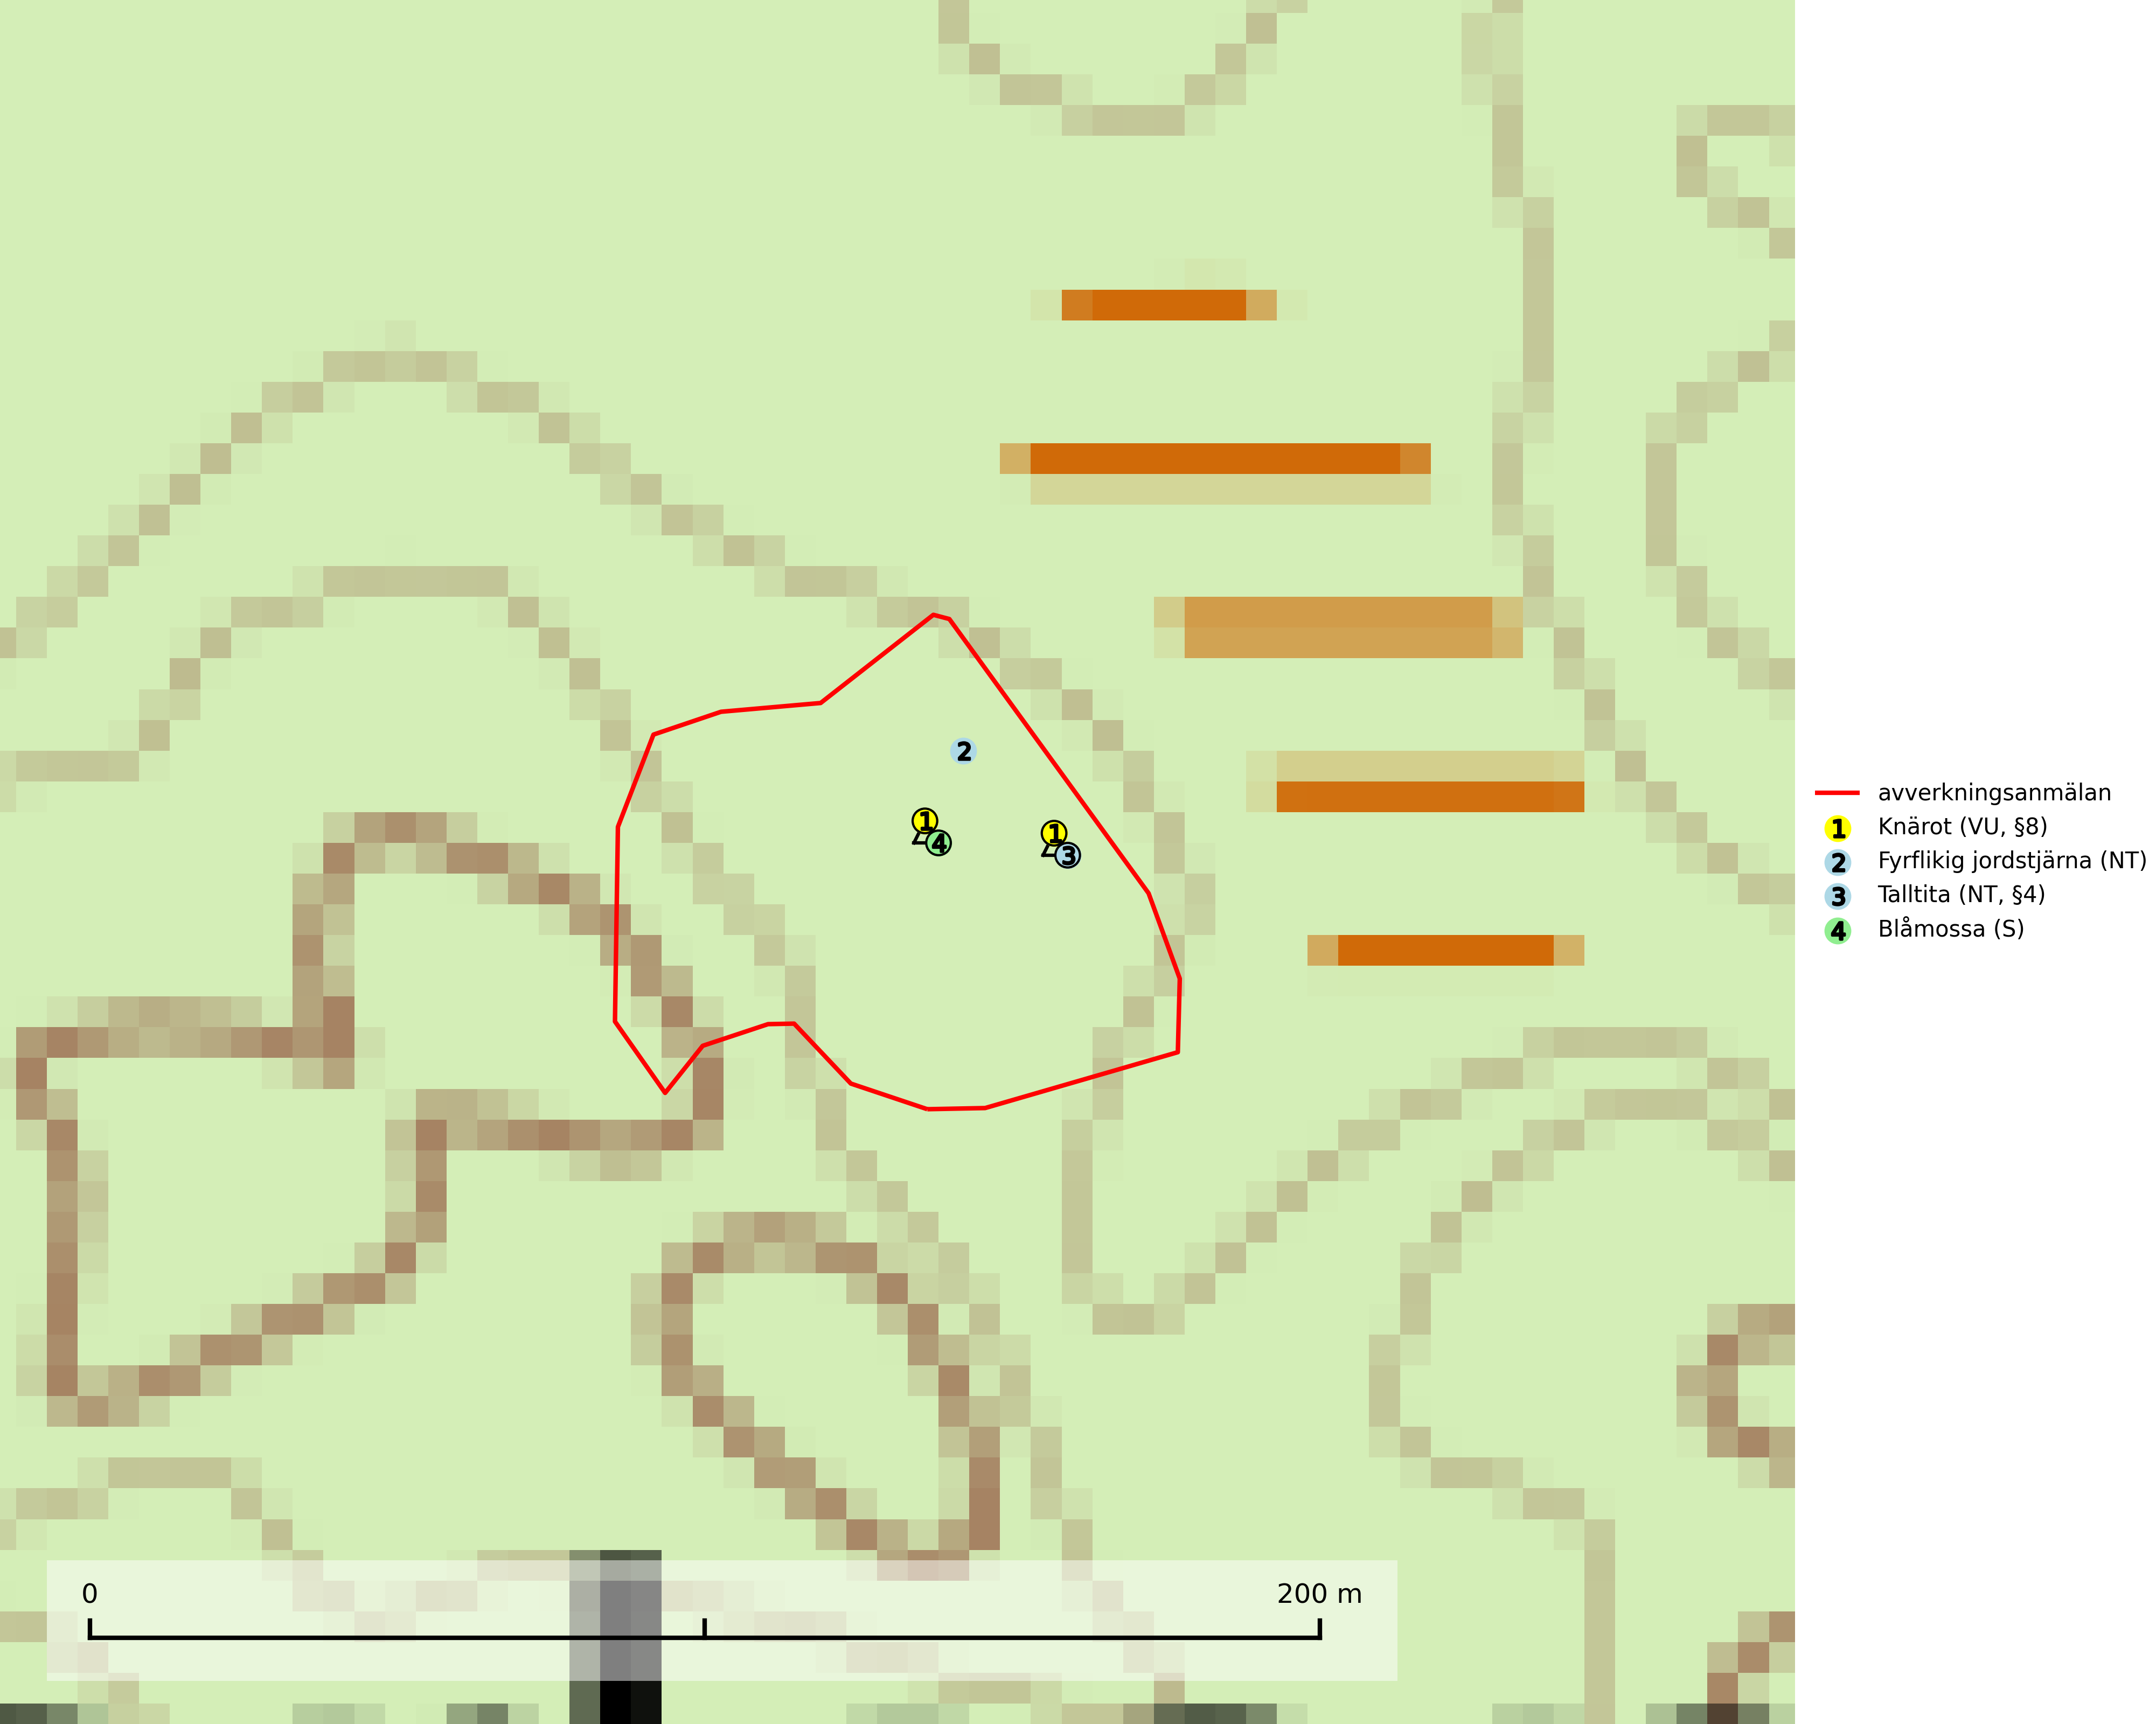 2
1
4
1
3
avverkningsanmälan
1 Knärot (VU, §8)
2 Fyrflikig jordstjärna (NT)
3 Talltita (NT, §4)
4 Blåmossa (S)
0 200 m